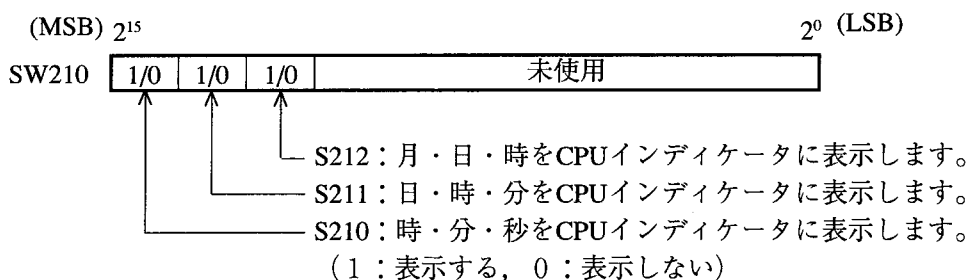 (MSB) 2¹⁵ 2⁰ (LSB)
SW210 1/0 1/0 1/0 未使用
S212：月・日・時をCPUインディケータに表示します。
S211：日・時・分をCPUインディケータに表示します。
S210：時・分・秒をCPUインディケータに表示します。
（1：表示する，0：表示しない）